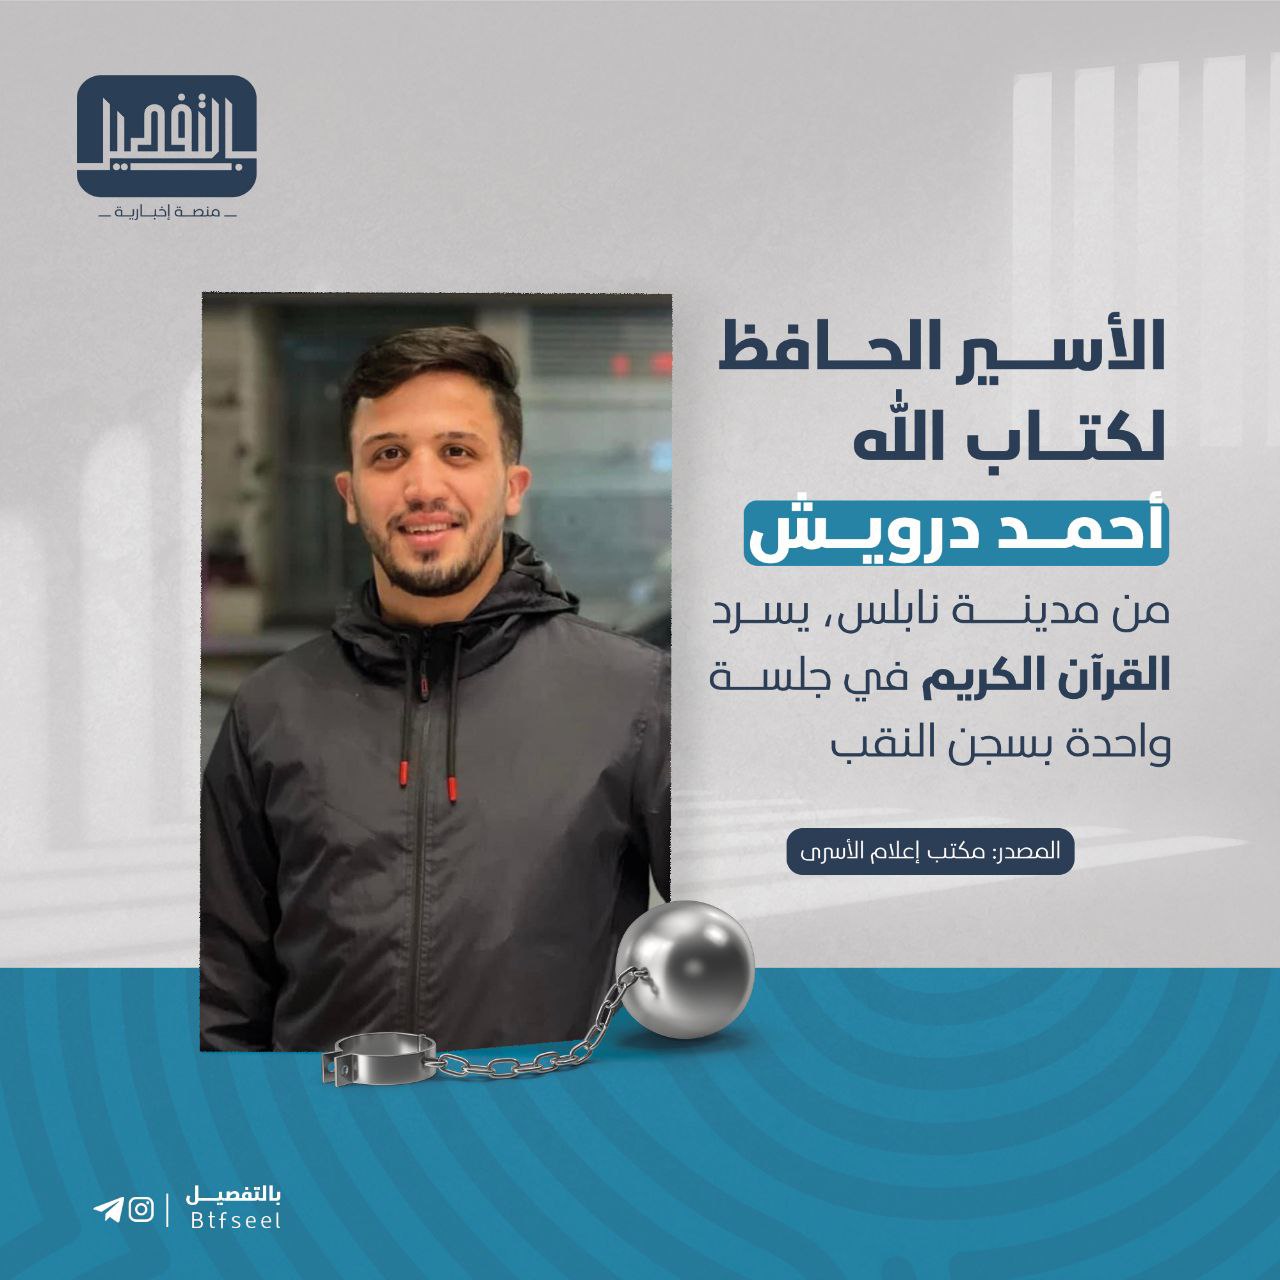 بالتفصيل
منصة إخبارية
الأسير الحافظ
لكتاب الله
أحمد درويش
من مدينة نابلس، يسرد
القرآن الكريم في جلسة
واحدة بسجن النقب
المصدر: مكتب إعلام الأسرى
بالتفصيل
Btfseel